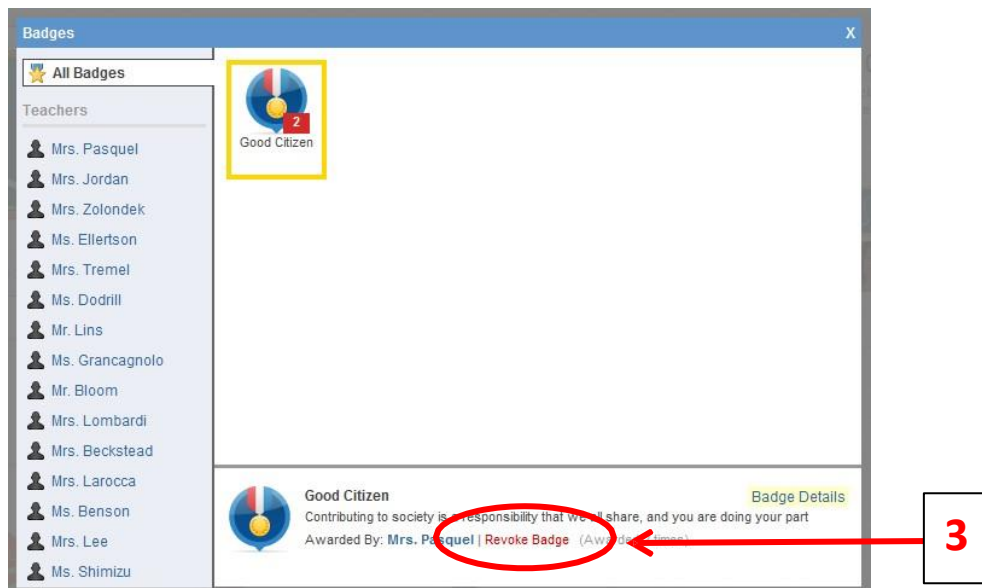 Badges X
All Badges
Teachers
Mrs. Pasquel
Mrs. Jordan
Mrs. Zolondek
Ms. Ellertson
Mrs. Tremel
Ms. Dodrill
Mr. Lins
Ms. Grancagnolo
Mr. Bloom
Mrs. Lombardi
Mrs. Beckstead
Mrs. Larocca
Ms. Benson
Mrs. Lee
Ms. Shimizu
2
Good Citizen
Good Citizen Badge Details
Contributing to society is a responsibility that we all share, and you are doing your part
Awarded By: Mrs. Pasquel | Revoke Badge (Awarded times)
3